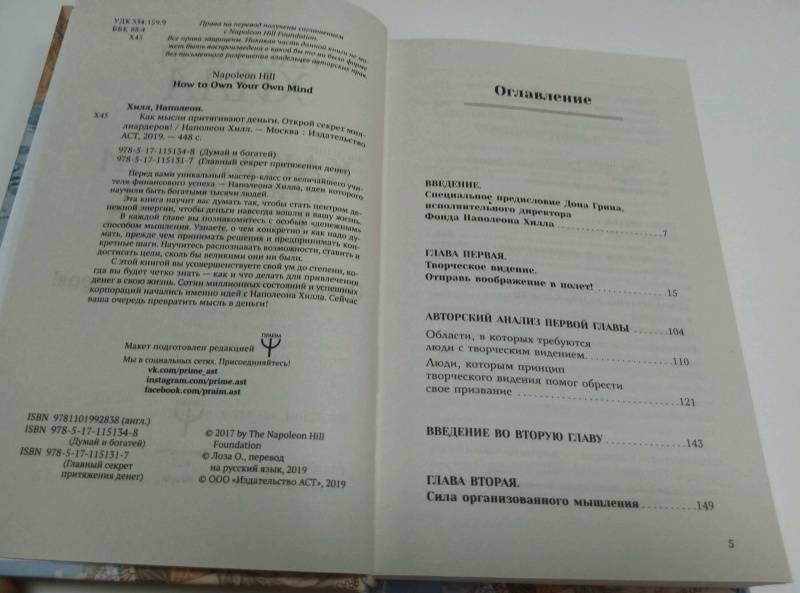 УДК 334.159.9
ББК 88.4
Х45
Права на перевод получены соглашением
с Napoleon Hill Foundation.
Все права защищены. Никакая часть данной книги не мо-
жет быть воспроизведена в какой бы то ни было форме
без письменного разрешения владельцев авторских прав.
Napoleon Hill
How to Own Your Own Mind
Хилл, Наполеон.
Х45
Как мысли притягивают деньги. Открой секрет мил-
лиардеров! / Наполеон Хилл. — Москва : Издательство
АСТ, 2019. — 448 с.
978-5-17-115134-8 (Думай и богатей)
978-5-17-115131-7 (Главный секрет притяжения денег)
Перед вами уникальный мастер-класс от величайшего учи-
теля финансового успеха — Наполеона Хилла, идеи которого
научили быть богатыми тысячи людей.
Эта книга научит вас думать так, чтобы стать центром де-
нежной энергии, чтобы деньги навсегда вошли в вашу жизнь.
В каждой главе вы познакомитесь с особым «денежным»
способом мышления. Узнаете, о чем конкретно и как надо ду-
мать, прежде чем принимать решения и предпринимать кон-
кретные шаги. Научитесь распознавать возможности, ставить и
достигать цели, сколь бы великими они ни были.
С этой книгой вы усовершенствуете свой ум до степени, ко-
гда вы будет четко знать — как и что делать для привлечения
денег в свою жизнь. Сотни миллионных состояний и успешных
корпораций начались именно идей с Наполеона Хилла. Сейчас
ваша очередь превратить мысль в деньги!
ПРАЙМ
Макет подготовлен редакцией
Мы в социальных сетях. Присоединяйтесь!
vk.com/prime_ast
instagram.com/prime.ast
facebook.com/praim.ast
ISBN 9781101992838 (англ.)
ISBN 978-5-17-115134-8
(Думай и богатей)
ISBN 978-5-17-115131-7
(Главный секрет
притяжения денег)
© 2017 by The Napoleon Hill
Foundation
© Лоза О., перевод
на русский язык, 2019
© ООО «Издательство АСТ», 2019
Оглавление
ВВЕДЕНИЕ.
Специальное предисловие Дона Грина,
исполнительного директора
Фонда Наполеона Хилла ..... 7
ГЛАВА ПЕРВАЯ.
Творческое видение.
Отправь воображение в полет! ..... 15
АВТОРСКИЙ АНАЛИЗ ПЕРВОЙ ГЛАВЫ ..... 104
Области, в которых требуются
люди с творческим видением ..... 110
Люди, которым принцип
творческого видения помог обрести
свое призвание ..... 121
ВВЕДЕНИЕ ВО ВТОРУЮ ГЛАВУ ..... 143
ГЛАВА ВТОРАЯ.
Сила организованного мышления ..... 149
5